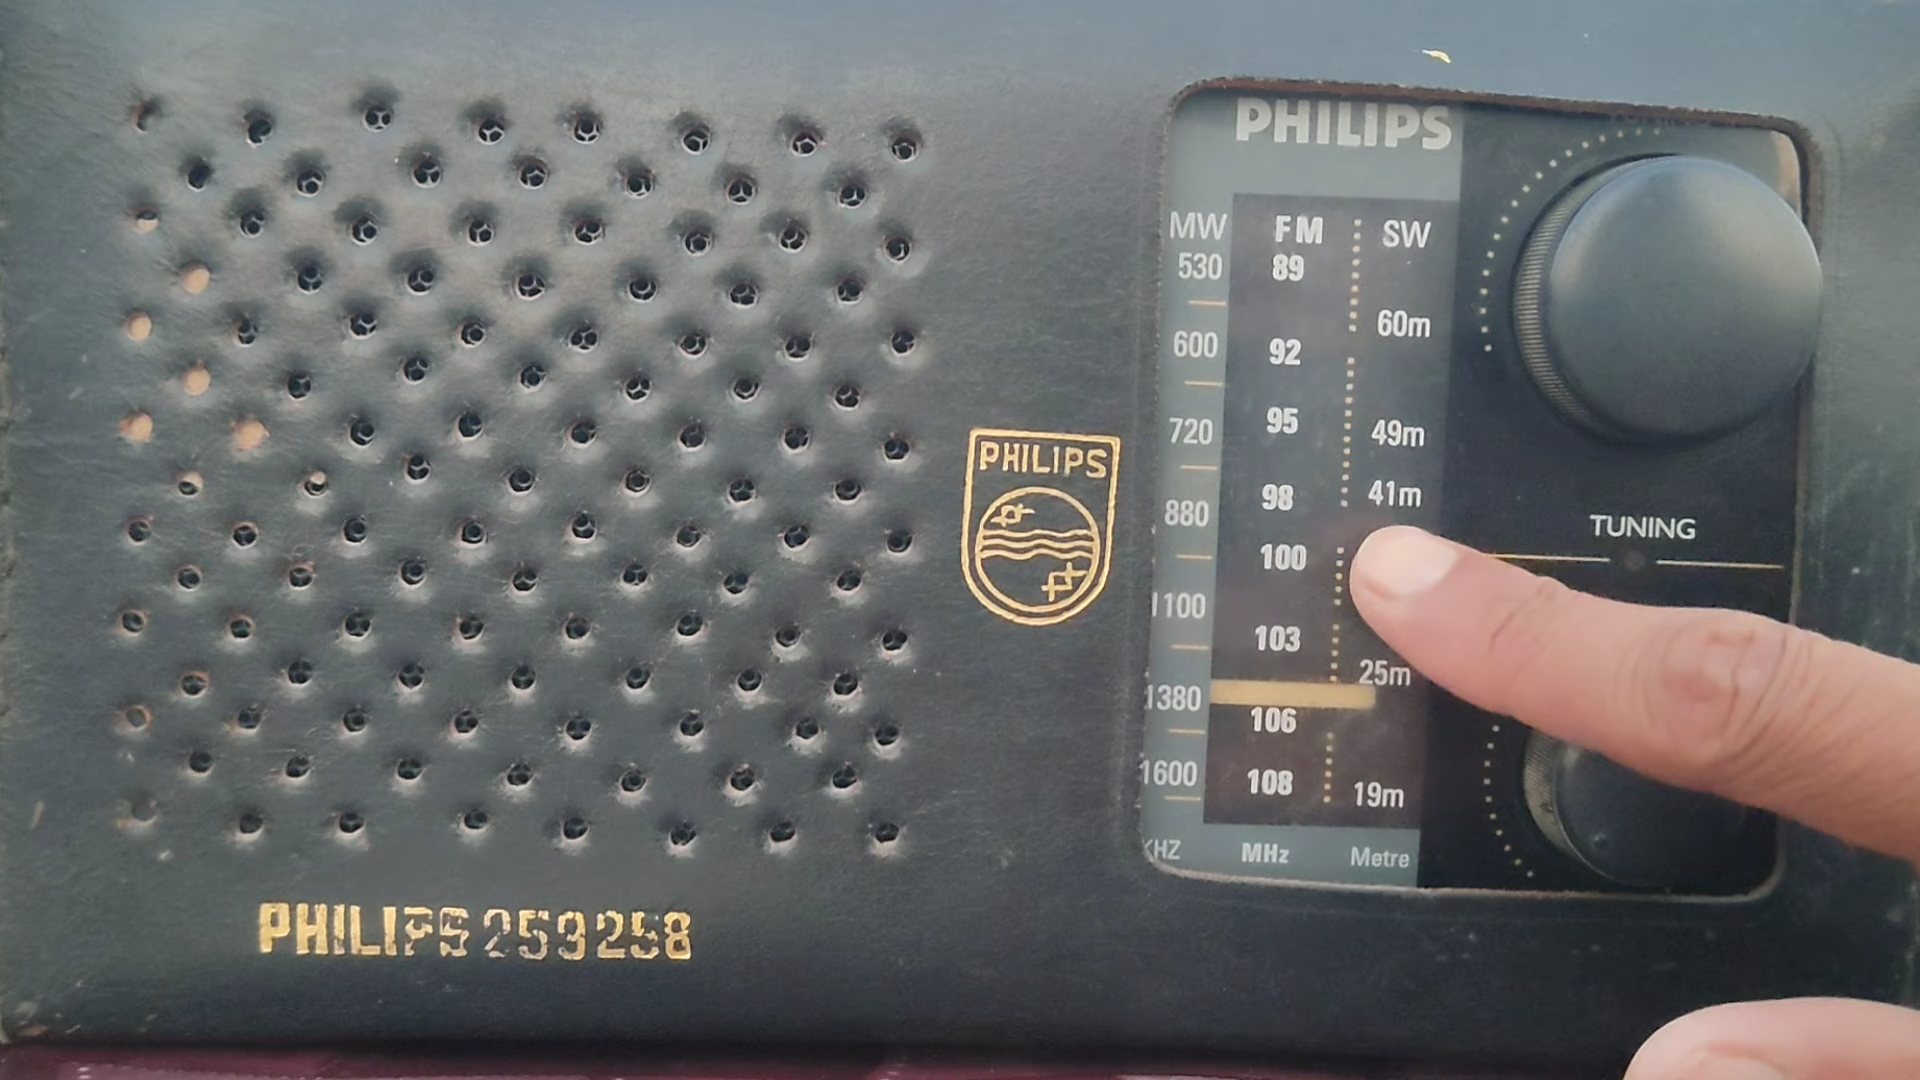 PHILIPS
MW FM SW
530 89
60m
600 92
720 95 49m
880 98 41m
100
1100 103
25m
1380 106
1600 108 19m
KHZ MHz Metre
TUNING
PHILIPS
PHILIPS 259258